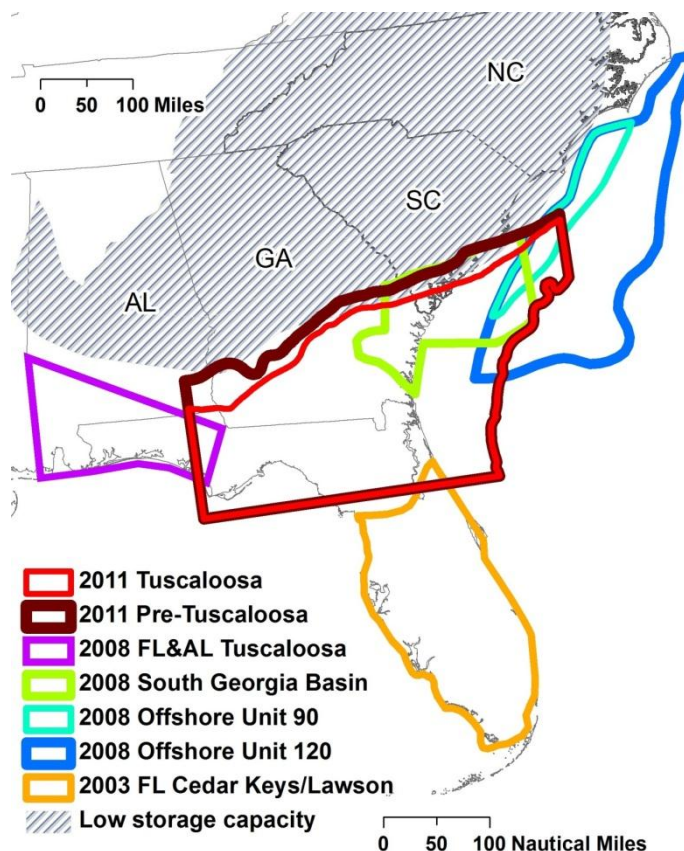 NC
0 50 100 Miles
SC
GA
AL
2011 Tuscaloosa
2011 Pre-Tuscaloosa
2008 FL&AL Tuscaloosa
2008 South Georgia Basin
2008 Offshore Unit 90
2008 Offshore Unit 120
2003 FL Cedar Keys/Lawson
Low storage capacity
0 50 100 Nautical Miles